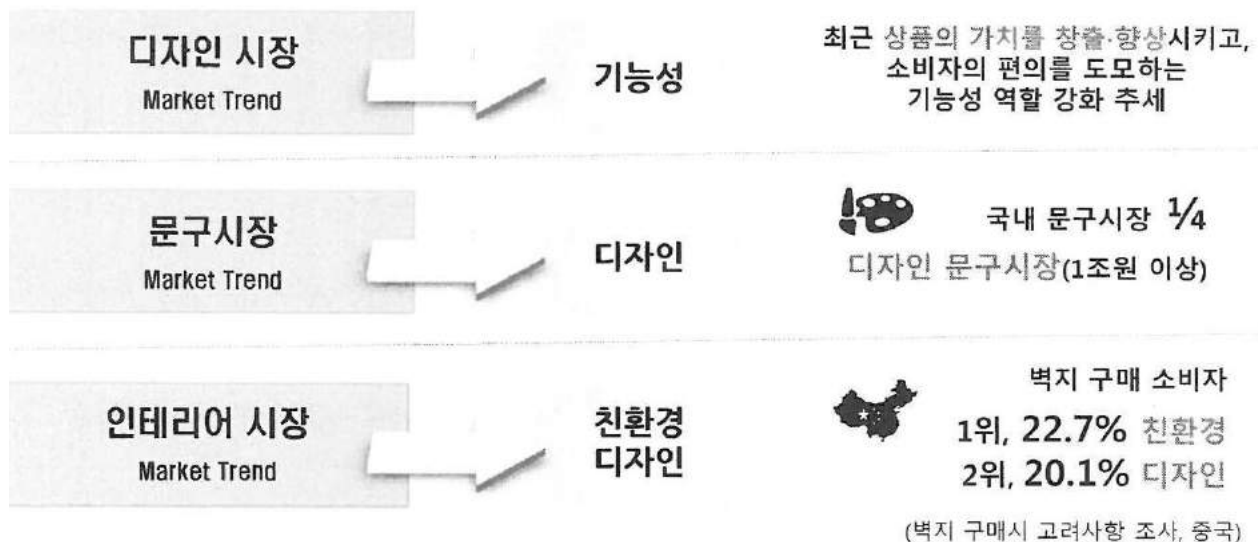 디자인 시장
Market Trend
기능성
최근 상품의 가치를 창출·향상시키고,
소비자의 편의를 도모하는
기능성 역할 강화 추세
문구시장
Market Trend
디자인
국내 문구시장 ¼
디자인 문구시장(1조원 이상)
인테리어 시장
Market Trend
친환경
디자인
벽지 구매 소비자
1위, 22.7% 친환경
2위, 20.1% 디자인
(벽지 구매시 고려사항 조사, 중국)